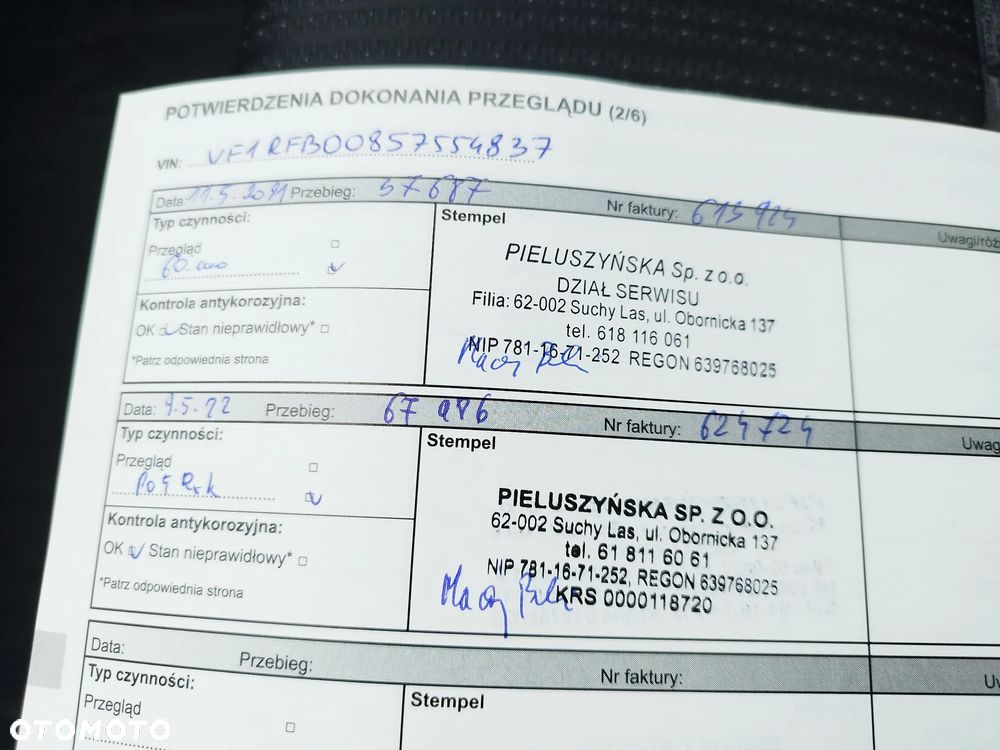 POTWIERDZENIA DOKONANIA PRZEGLĄDU (2/6)
VIN: VF1RFB00857554837
Data: 11.5.2021 Przebieg: 57687 Nr faktury: 613924 Uwagi/róż
Typ czynności:
Przegląd
60.000
Kontrola antykorozyjna:
OK Stan nieprawidłowy*
*Patrz odpowiednia strona
Stempel
PIELUSZYŃSKA Sp. z o.o.
DZIAŁ SERWISU
Filia: 62-002 Suchy Las, ul. Obornicka 137
tel. 618 116 061
NIP 781-16-71-252 REGON 639768025
Data: 9.5.22 Przebieg: 67 986 Nr faktury: 624724 Uwag
Typ czynności:
Przegląd
Kontrola antykorozyjna:
OK Stan nieprawidłowy*
*Patrz odpowiednia strona
Stempel
PIELUSZYŃSKA SP. Z O.O.
62-002 Suchy Las, ul. Obornicka 137
tel. 61 811 60 61
NIP 781-16-71-252, REGON 639768025
KRS 0000118720
Data: Przebieg: Nr faktury: Uw
Typ czynności:
Przegląd
Stempel
OTOMOTO